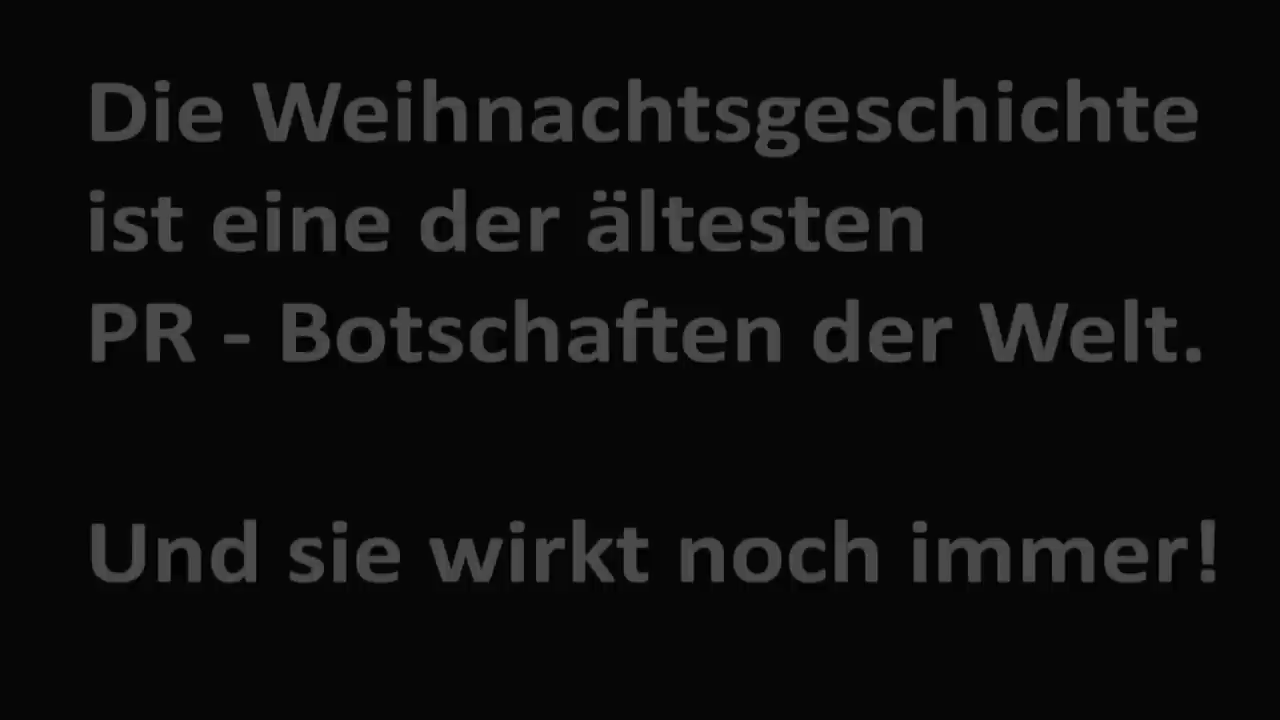 Die Weihnachtsgeschichte
ist eine der ältesten
PR - Botschaften der Welt.
Und sie wirkt noch immer!